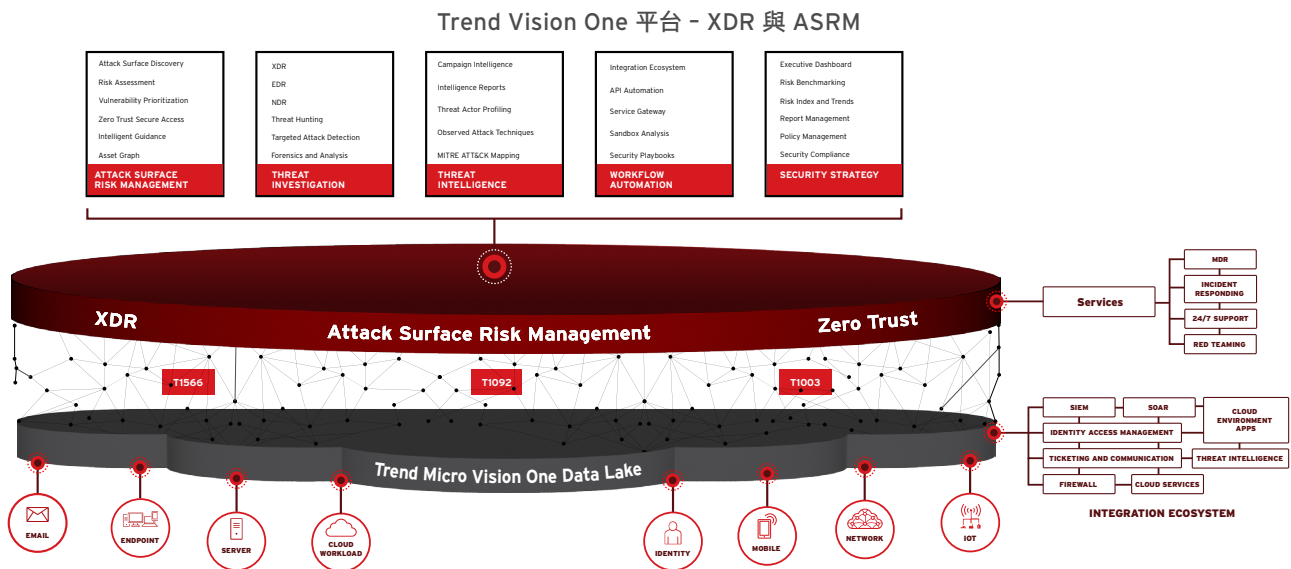 Trend Vision One 平台 – XDR 與 ASRM
Attack Surface Discovery
Risk Assessment
Vulnerability Prioritization
Zero Trust Secure Access
Intelligent Guidance
Asset Graph
ATTACK SURFACE
RISK MANAGEMENT
XDR
EDR
NDR
Threat Hunting
Targeted Attack Detection
Forensics and Analysis
THREAT
INVESTIGATION
Campaign Intelligence
Intelligence Reports
Threat Actor Profiling
Observed Attack Techniques
MITRE ATT&CK Mapping
THREAT
INTELLIGENCE
Integration Ecosystem
API Automation
Service Gateway
Sandbox Analysis
Security Playbooks
WORKFLOW
AUTOMATION
Executive Dashboard
Risk Benchmarking
Risk Index and Trends
Report Management
Policy Management
Security Compliance
SECURITY STRATEGY
XDR
Attack Surface Risk Management
Zero Trust
Services
MDR
INCIDENT
RESPONDING
24/7 SUPPORT
RED TEAMING
T1566
T1092
T1003
Trend Micro Vision One Data Lake
SIEM
SOAR
CLOUD
ENVIRONMENT
APPS
IDENTITY ACCESS MANAGEMENT
TICKETING AND COMMUNICATION
THREAT INTELLIGENCE
FIREWALL
CLOUD SERVICES
INTEGRATION ECOSYSTEM
EMAIL
ENDPOINT
SERVER
CLOUD
WORKLOAD
IDENTITY
MOBILE
NETWORK
IOT